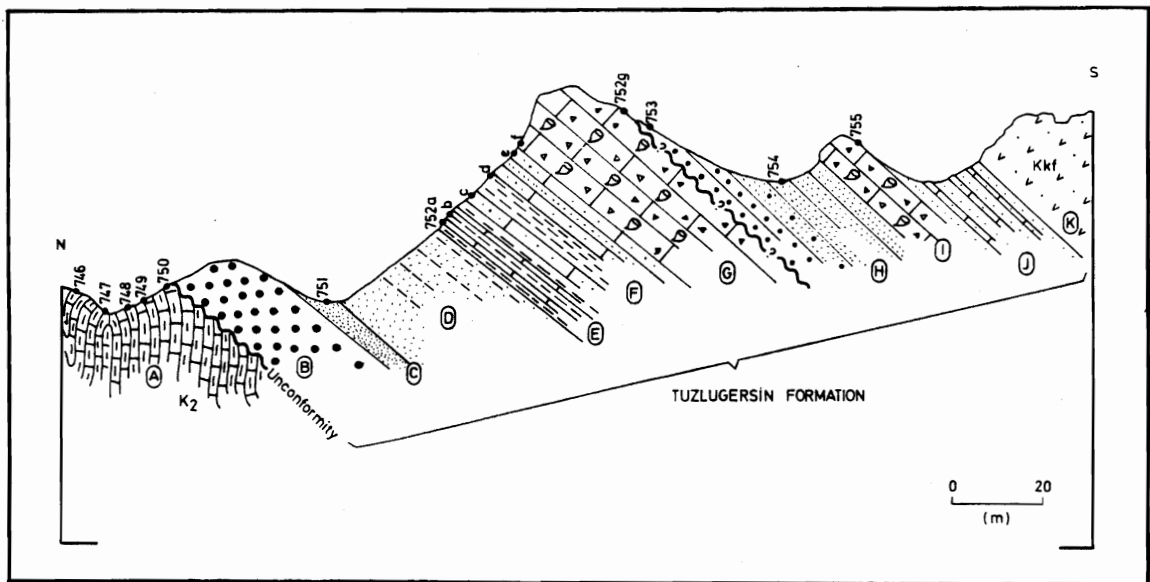 N
S
746
747
748
749
750
751
752a
b
c
d
e
f
752g
753
754
755
A
K2
B
Unconformity
C
D
E
F
G
?
?
?
H
I
J
Kkf
K
TUZLUGERSİN FORMATION
0 20
(m)